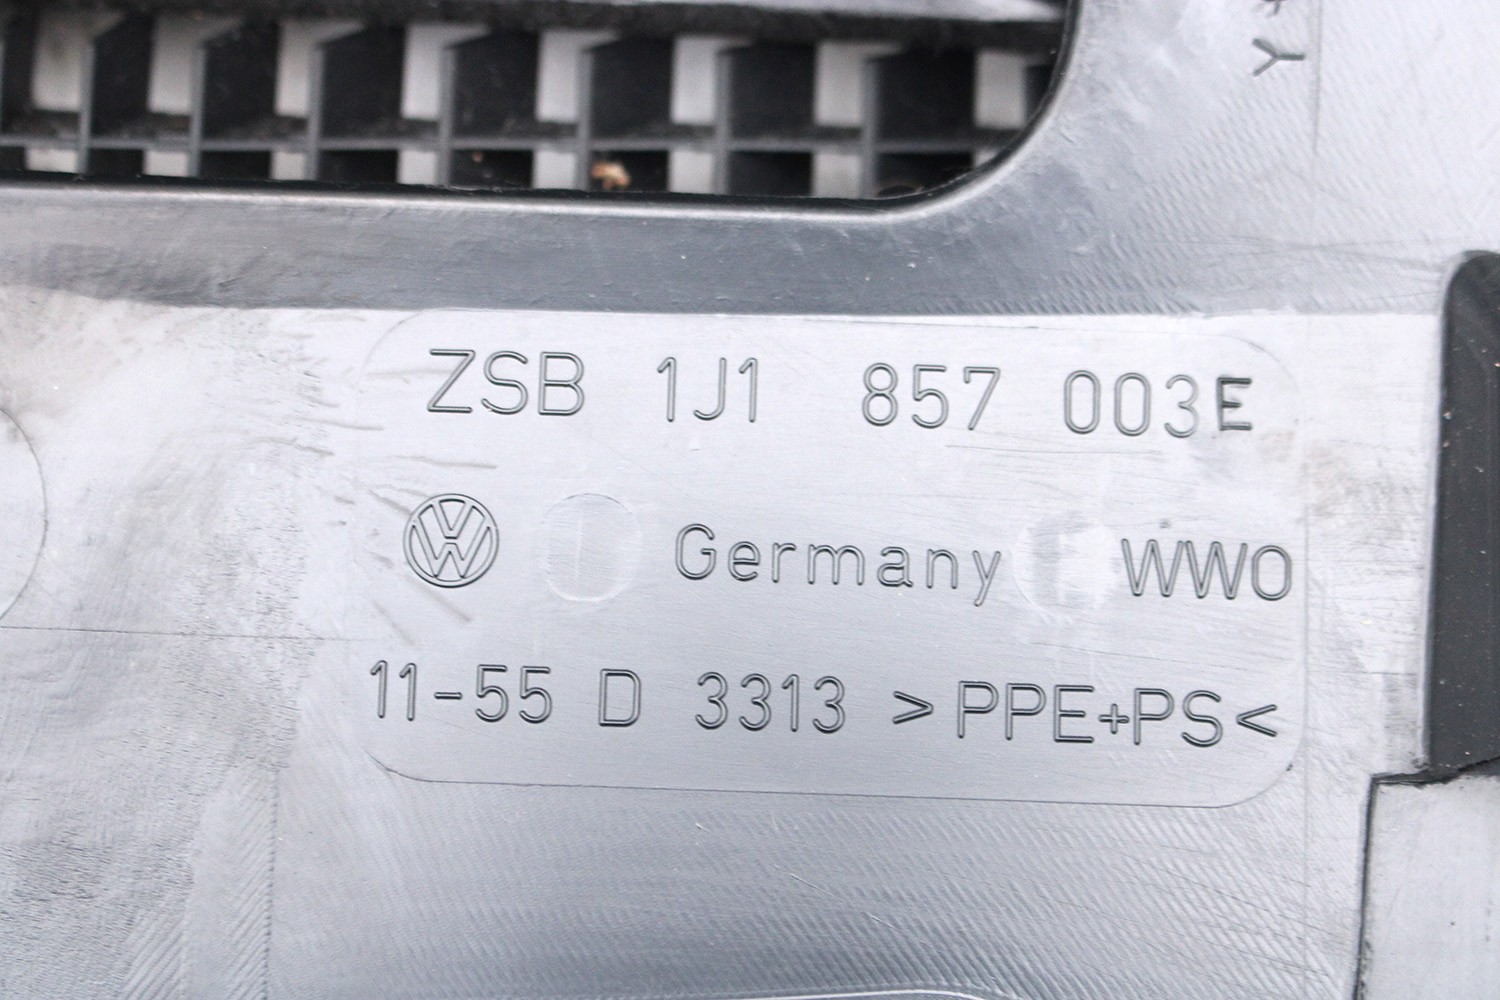 ZSB 1J1 857 003E
Germany WWO
11-55 D 3313 >PPE+PS<